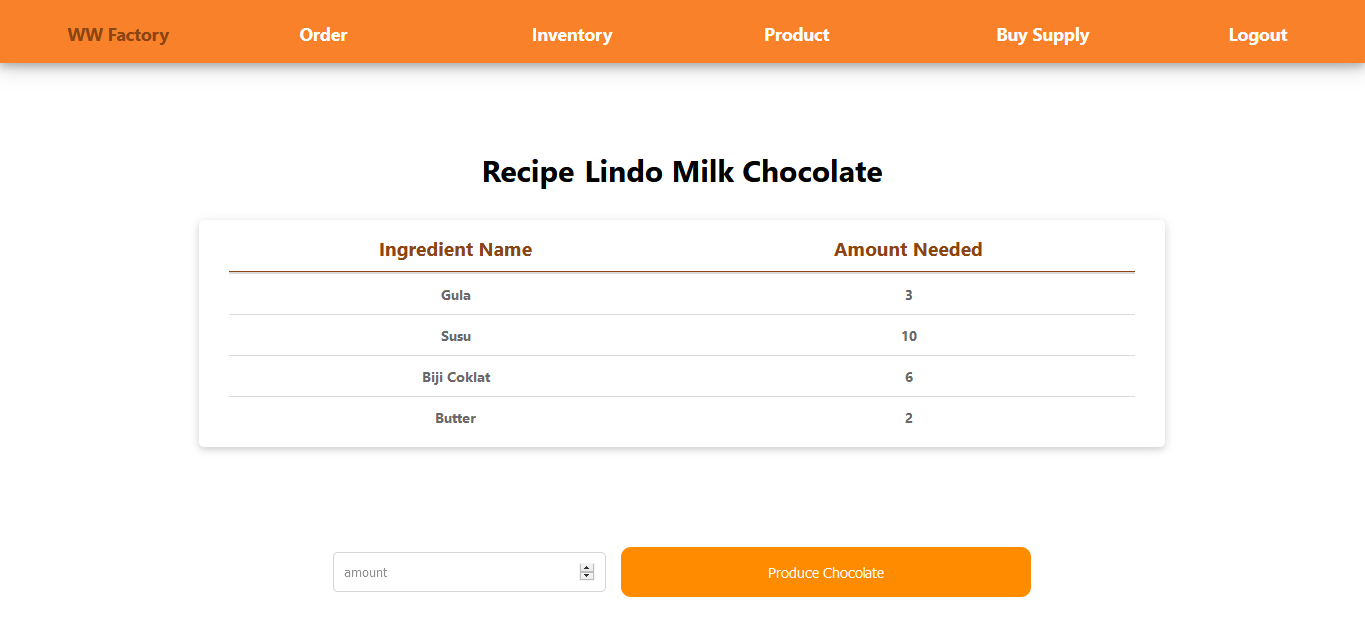 WW Factory Order Inventory Product Buy Supply Logout
Recipe Lindo Milk Chocolate
Ingredient Name Amount Needed
Gula 3
Susu 10
Biji Coklat 6
Butter 2
amount Produce Chocolate